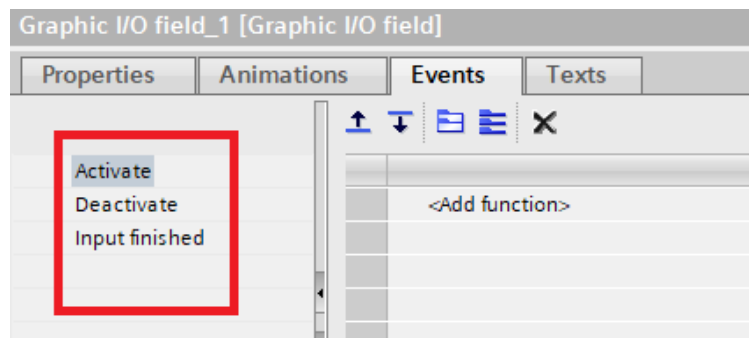 Graphic I/O field_1 [Graphic I/O field]
Properties Animations Events Texts
Activate
Deactivate
Input finished
<Add function>